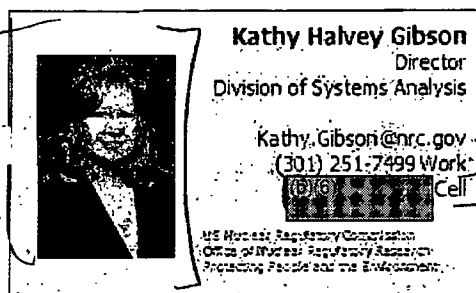 Kathy Halvey Gibson
Director
Division of Systems Analysis
Kathy.Gibson@nrc.gov
(301) 251-7499 Work
(b)(6) Cell
US Nuclear Regulatory Commission
Office of Nuclear Regulatory Research
Protecting People and the Environment